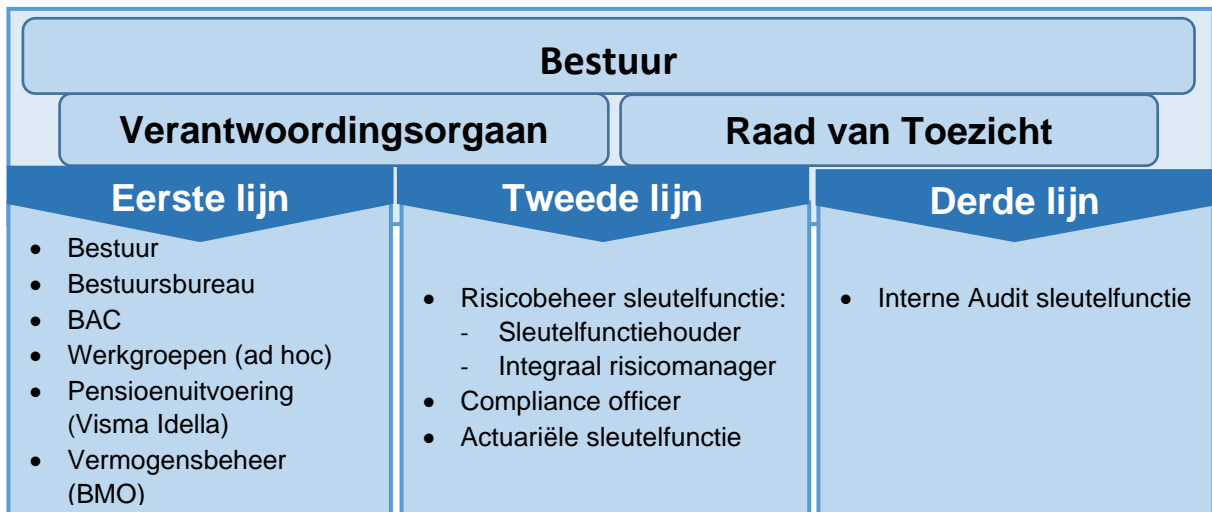 Bestuur
Verantwoordingsorgaan
Raad van Toezicht
Eerste lijn
• Bestuur
• Bestuursbureau
• BAC
• Werkgroepen (ad hoc)
• Pensioenuitvoering
(Visma Idella)
• Vermogensbeheer
(BMO)
Tweede lijn
• Risicobeheer sleutelfunctie:
- Sleutelfunctiehouder
- Integraal risicomanager
• Compliance officer
• Actuariële sleutelfunctie
Derde lijn
• Interne Audit sleutelfunctie